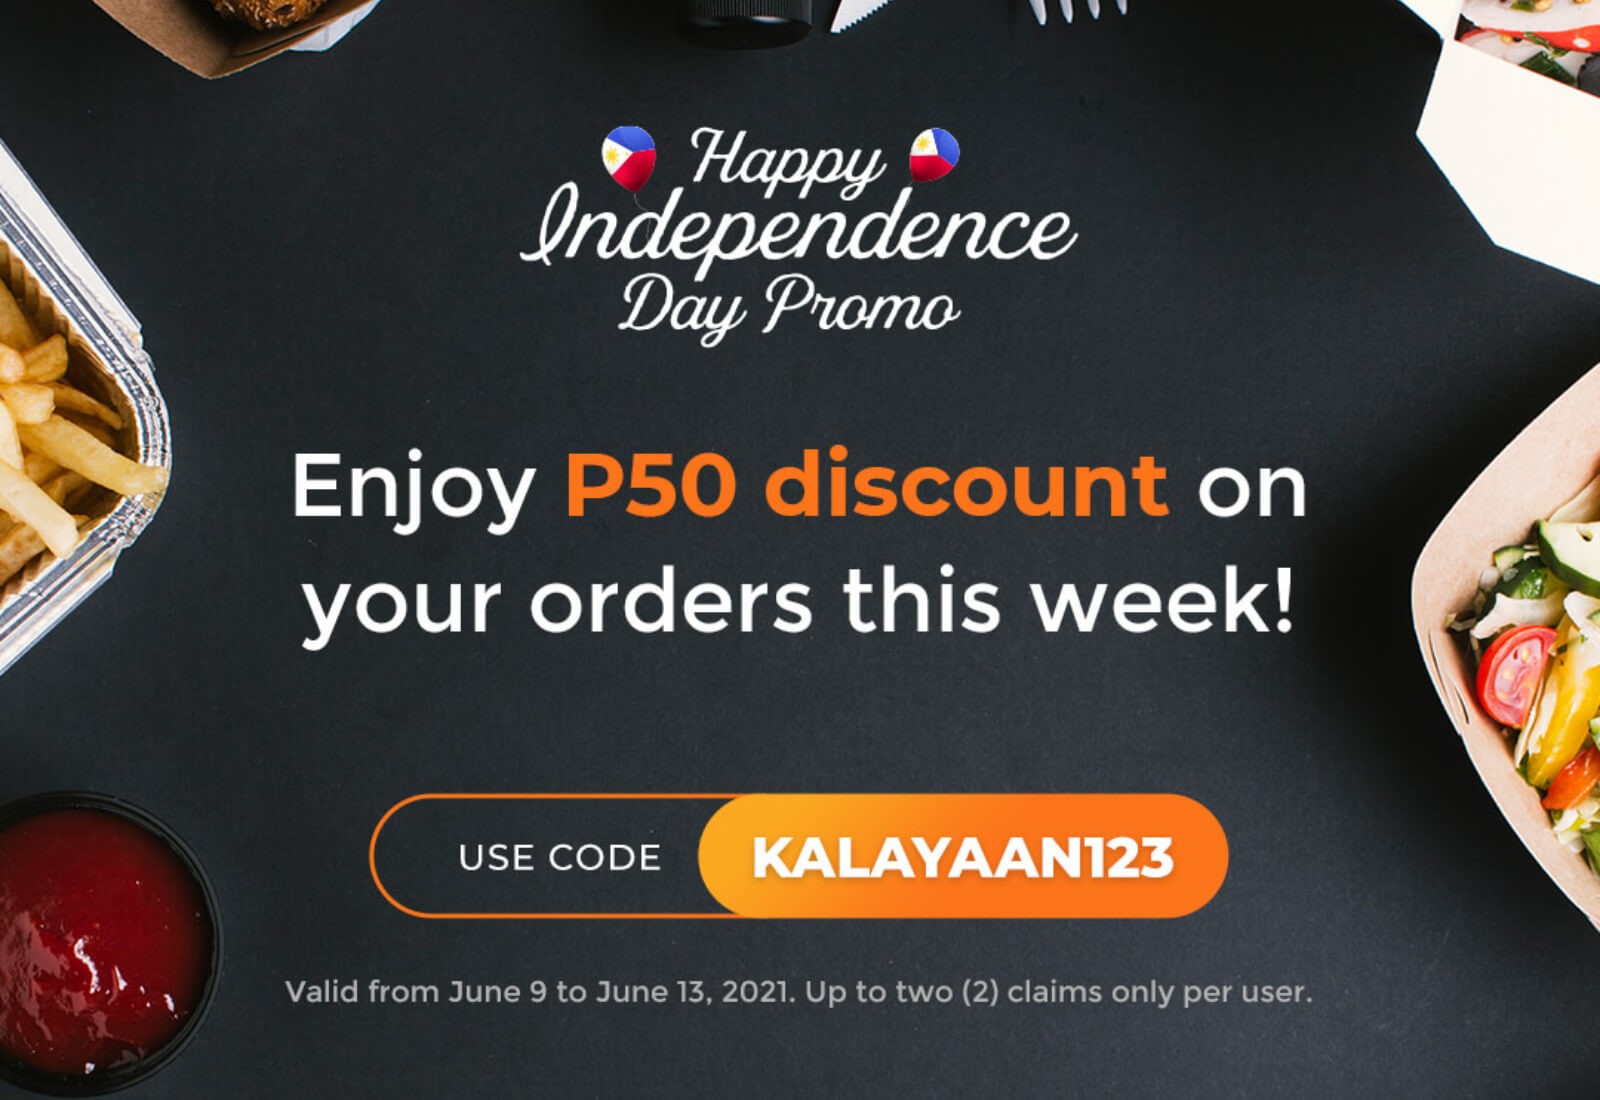 Happy
Independence
Day Promo
Enjoy P50 discount on
your orders this week!
USE CODE KALAYAAN123
Valid from June 9 to June 13, 2021. Up to two (2) claims only per user.